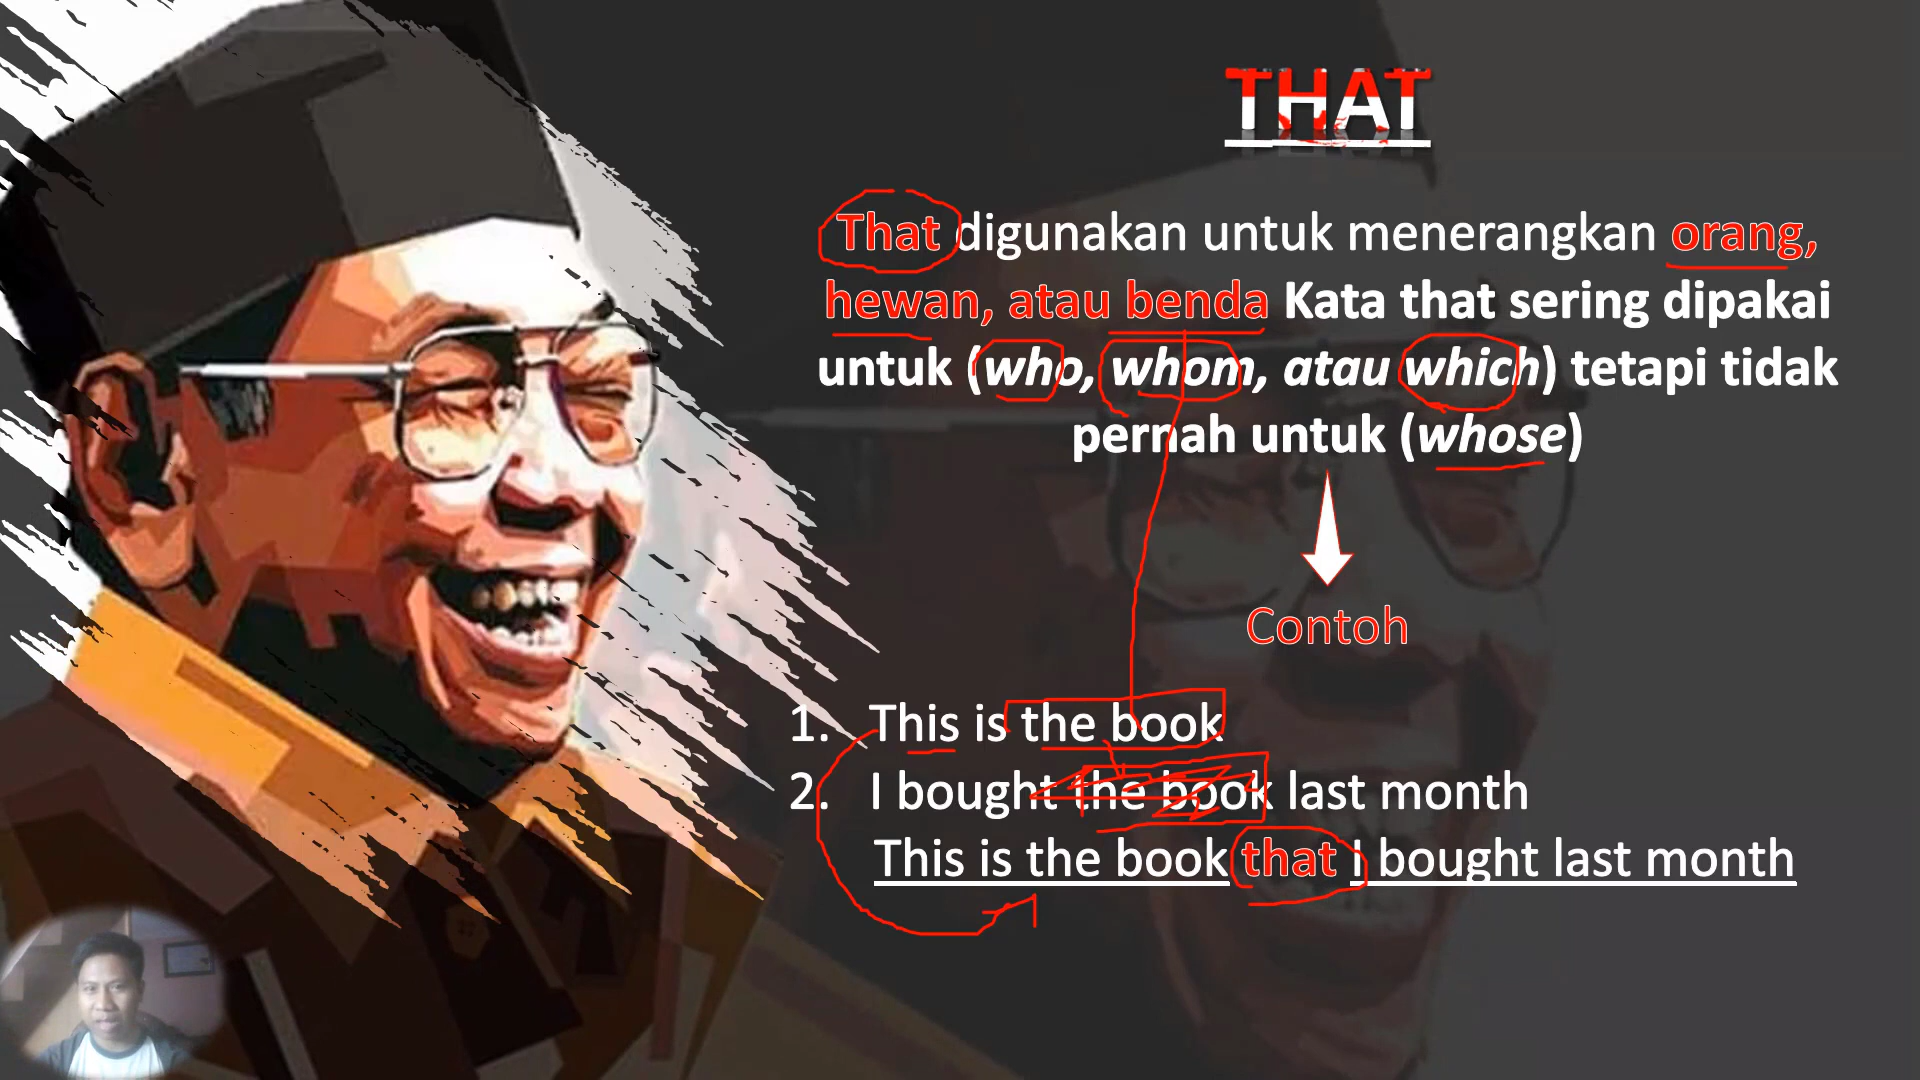 THAT
That digunakan untuk menerangkan orang,
hewan, atau benda Kata that sering dipakai
untuk (who, whom, atau which) tetapi tidak
pernah untuk (whose)
Contoh
1. This is the book
2. I bought the book last month
This is the book that I bought last month